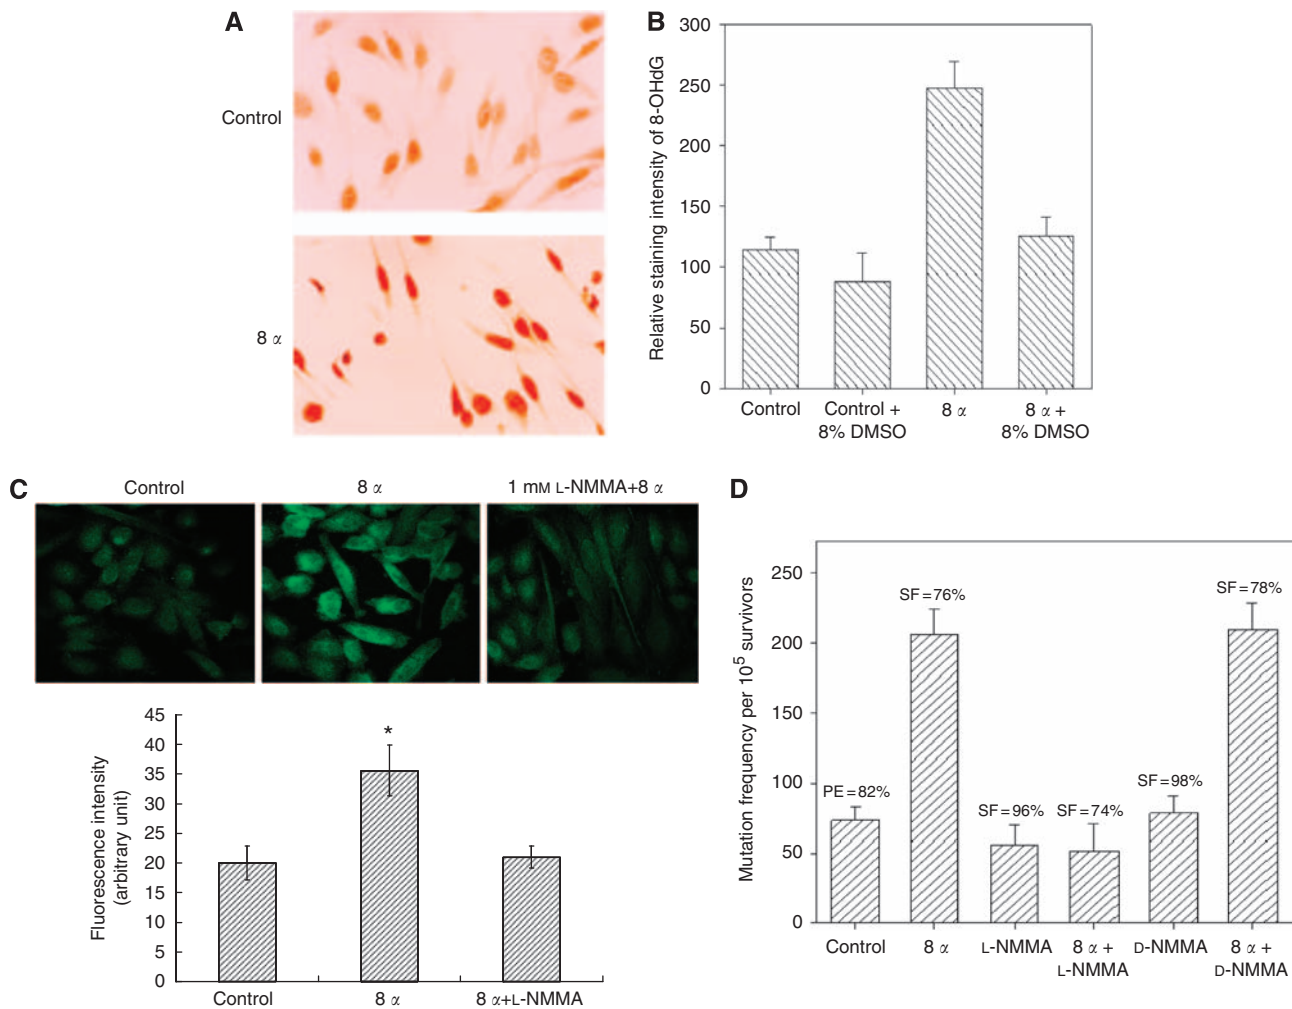 A
Control
8 α
B
Relative staining intensity of 8-OHdG
300
250
200
150
100
50
0
Control
Control +
8% DMSO
8 α
8 α +
8% DMSO
C
Control
8 α
1 mM L-NMMA+8 α
Fluorescence intensity
(arbitrary unit)
45
40
35
30
25
20
15
10
5
0
*
Control
8 α
8 α+L-NMMA
D
Mutation frequency per 10⁵ survivors
250
200
150
100
50
0
PE=82%
SF=76%
SF=96%
SF=74%
SF=98%
SF=78%
Control
8 α
L-NMMA
8 α +
L-NMMA
D-NMMA
8 α +
D-NMMA